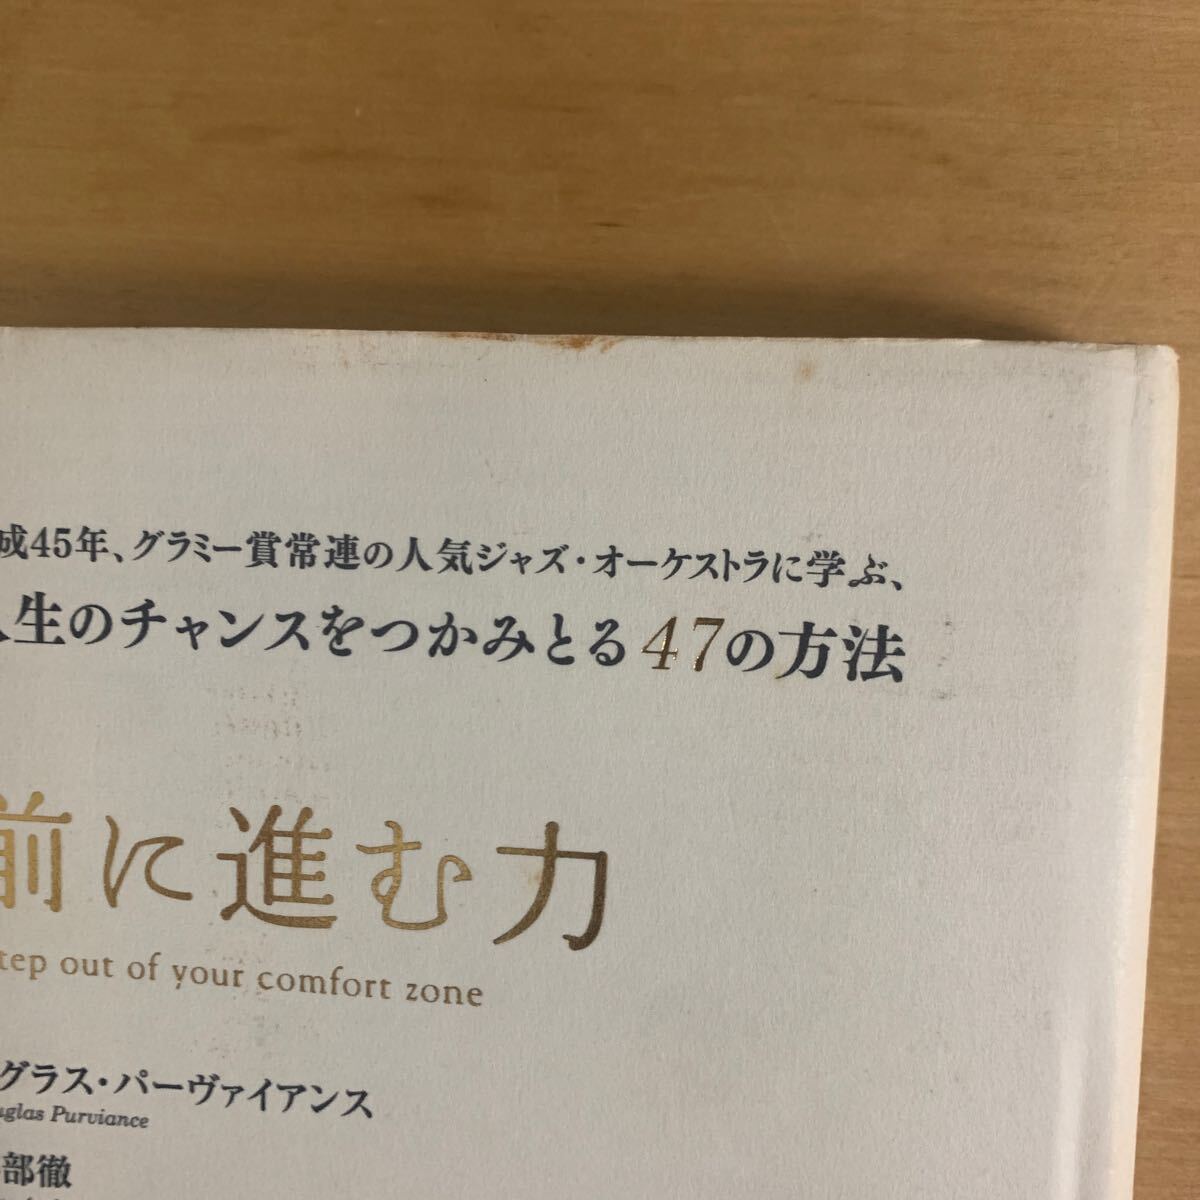 成45年、グラミー賞常連の人気ジャズ・オーケストラに学ぶ、
人生のチャンスをつかみとる47の方法
前に進む力
tep out of your comfort zone
グラス・パーヴァイアンス
uglas Purviance
部徹